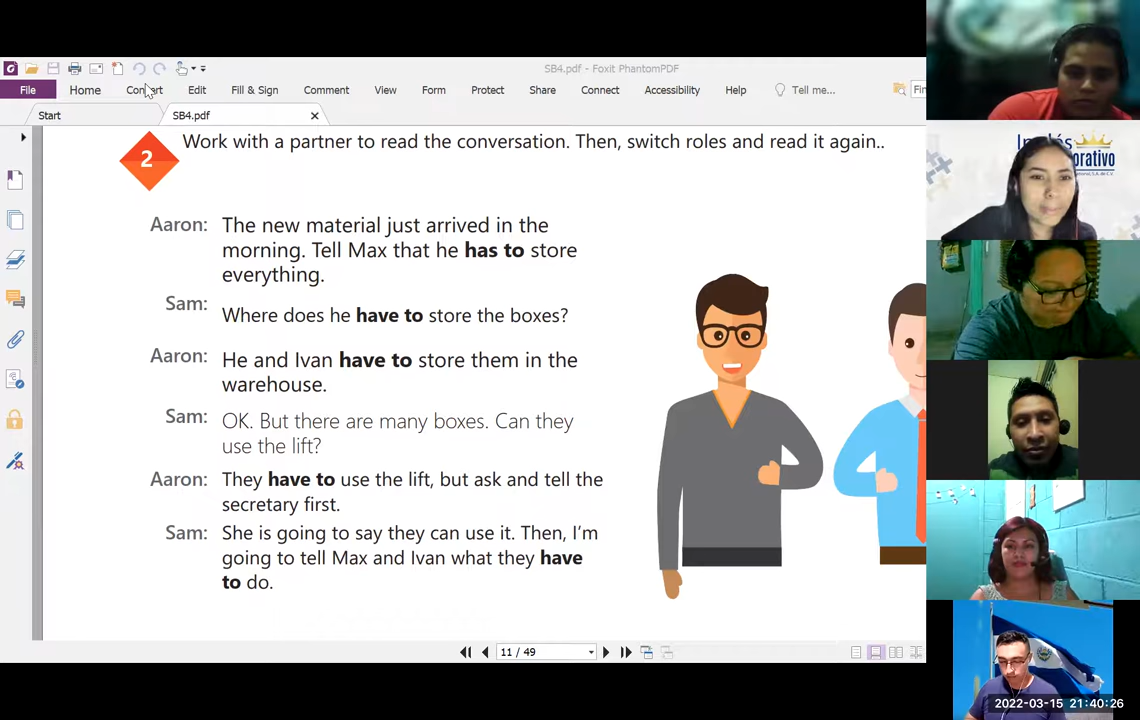 SB4.pdf - Foxit PhantomPDF
File Home Convert Edit Fill & Sign Comment View Form Protect Share Connect Accessibility Help Tell me... Fin
Start SB4.pdf
2 Work with a partner to read the conversation. Then, switch roles and read it again..
Aaron: The new material just arrived in the
morning. Tell Max that he has to store
everything.
Sam: Where does he have to store the boxes?
Aaron: He and Ivan have to store them in the
warehouse.
Sam: OK. But there are many boxes. Can they
use the lift?
Aaron: They have to use the lift, but ask and tell the
secretary first.
Sam: She is going to say they can use it. Then, I'm
going to tell Max and Ivan what they have
to do.
11 / 49
2022-03-15 21:40:26